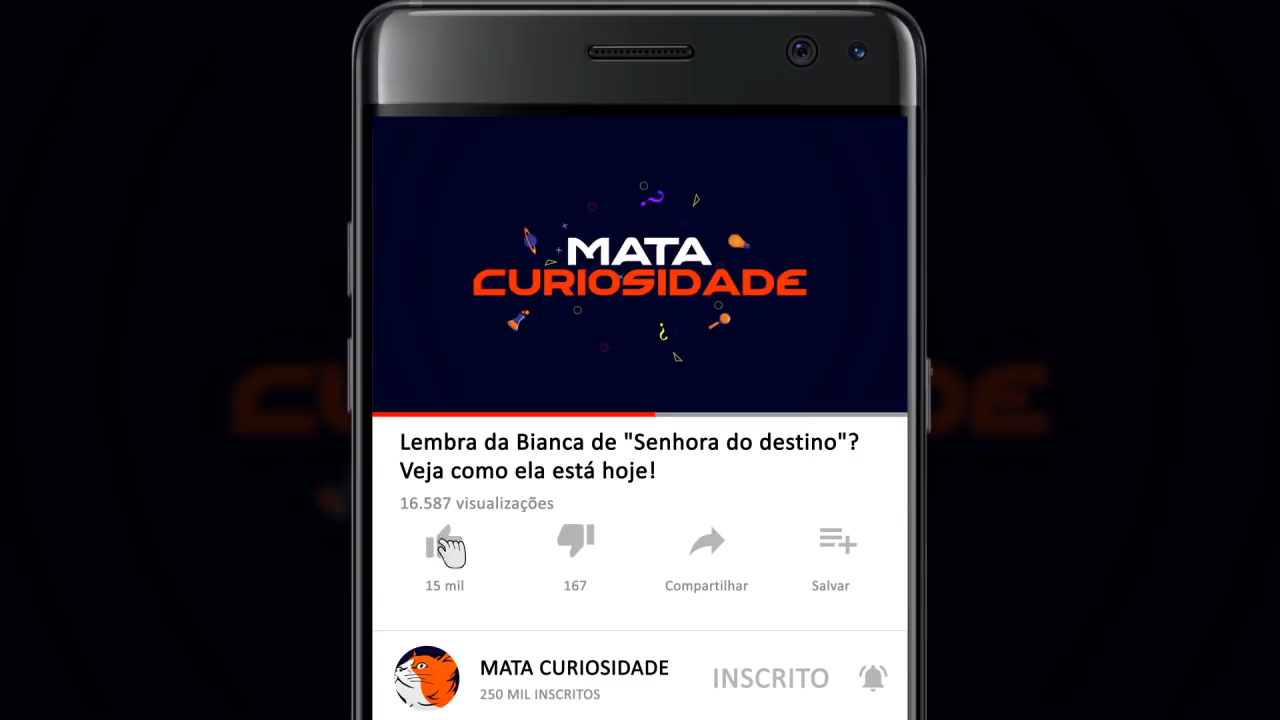 MATA
CURIOSIDADE
Lembra da Bianca de "Senhora do destino"?
Veja como ela está hoje!
16.587 visualizações
15 mil
167
Compartilhar
Salvar
MATA CURIOSIDADE
250 MIL INSCRITOS
INSCRITO